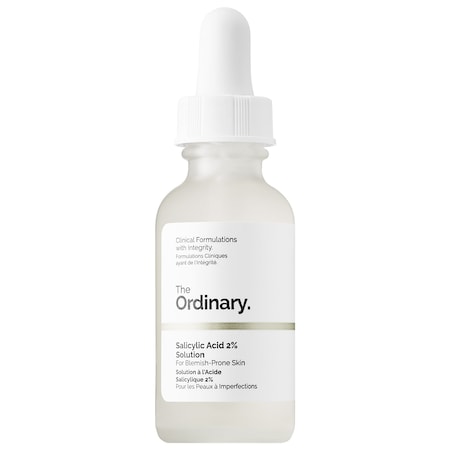 Clinical Formulations
with Integrity.
Formulations Cliniques
ayant de l'Intégrité.
The
Ordinary.
Salicylic Acid 2%
Solution
For Blemish-Prone Skin
Solution à l'Acide
Salicylique 2%
Pour les Peaux à Imperfections